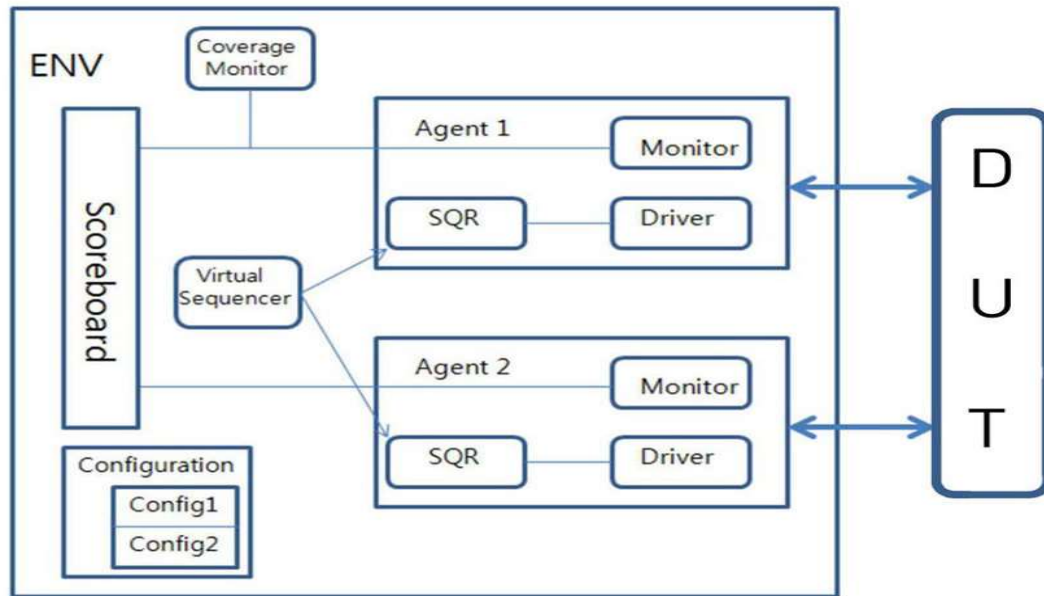 ENV
Coverage
Monitor
Scoreboard
Agent 1
Monitor
SQR
Driver
Virtual
Sequencer
Agent 2
Monitor
SQR
Driver
Configuration
Config1
Config2
D
U
T